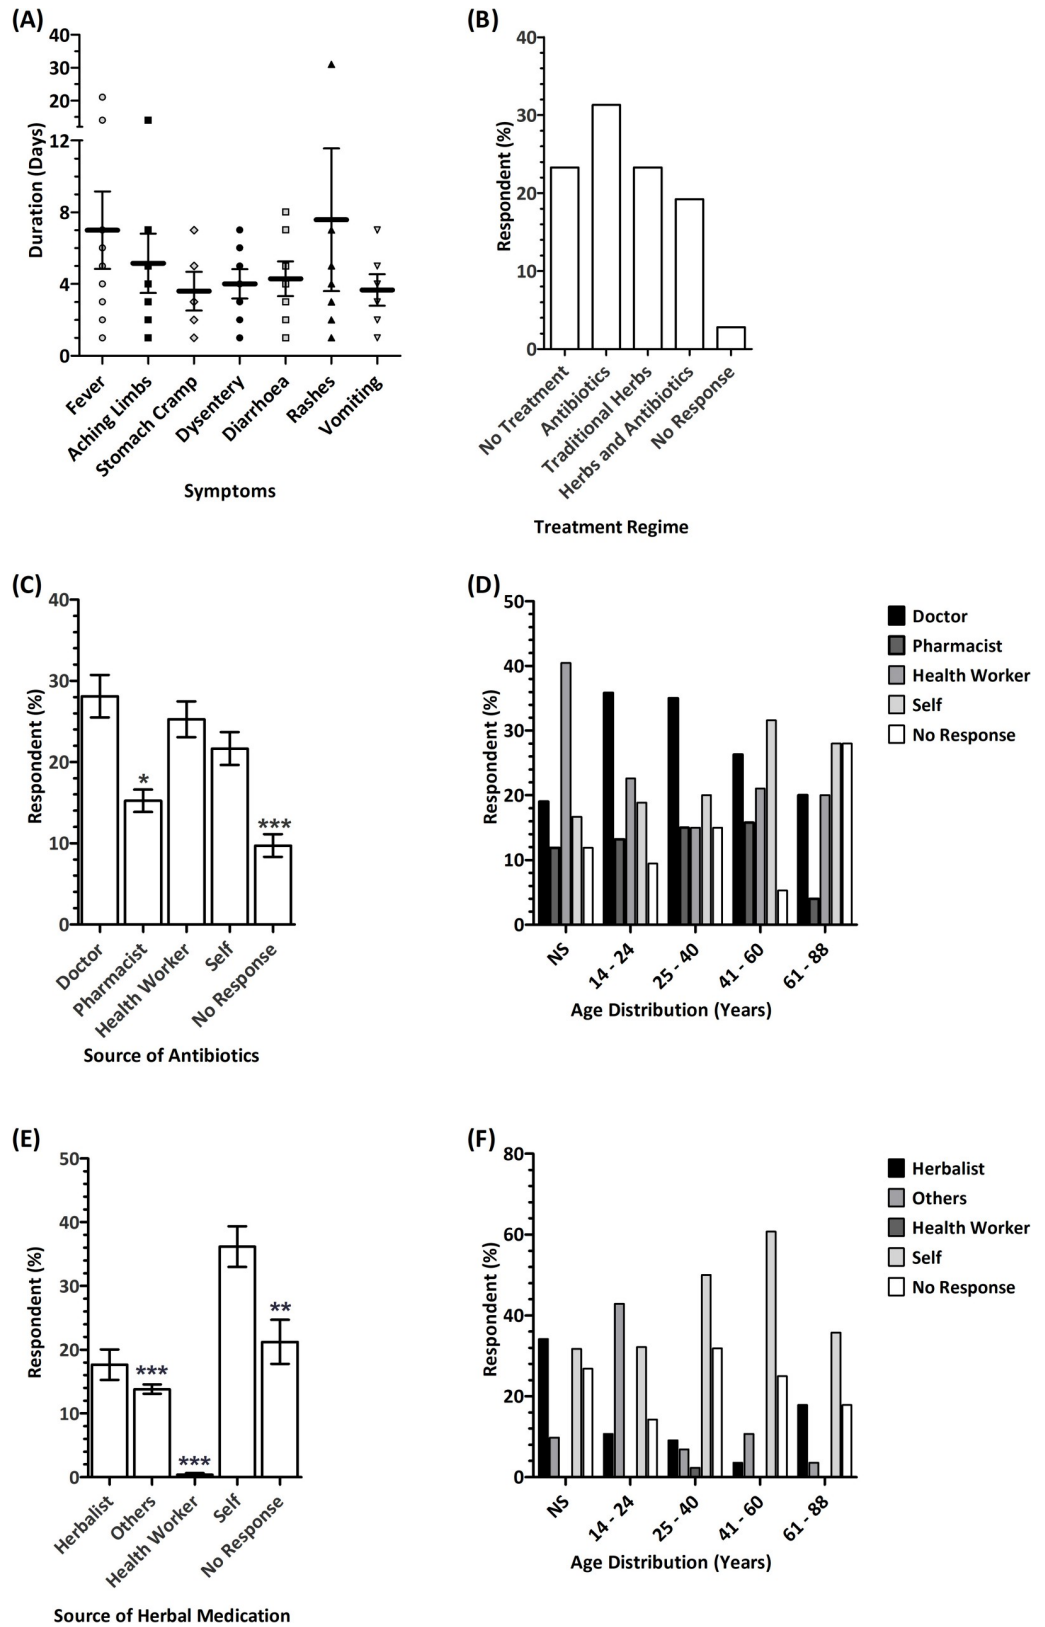 (A)
40
30
20
12
8
4
0
Duration (Days)
Fever
Aching Limbs
Stomach Cramp
Dysentery
Diarrhoea
Rashes
Vomiting
Symptoms
(B)
40
30
20
10
0
Respondent (%)
No Treatment
Antibiotics
Traditional Herbs
Herbs and Antibiotics
No Response
Treatment Regime
(C)
40
30
20
10
0
Respondent (%)
*
***
Doctor
Pharmacist
Health Worker
Self
No Response
Source of Antibiotics
(D)
50
40
30
20
10
0
Respondent (%)
NS
14 - 24
25 - 40
41 - 60
61 - 88
Age Distribution (Years)
Doctor
Pharmacist
Health Worker
Self
No Response
(E)
50
40
30
20
10
0
Respondent (%)
***
***
**
Herbalist
Others
Health Worker
Self
No Response
Source of Herbal Medication
(F)
80
60
40
20
0
Respondent (%)
NS
14 - 24
25 - 40
41 - 60
61 - 88
Age Distribution (Years)
Herbalist
Others
Health Worker
Self
No Response